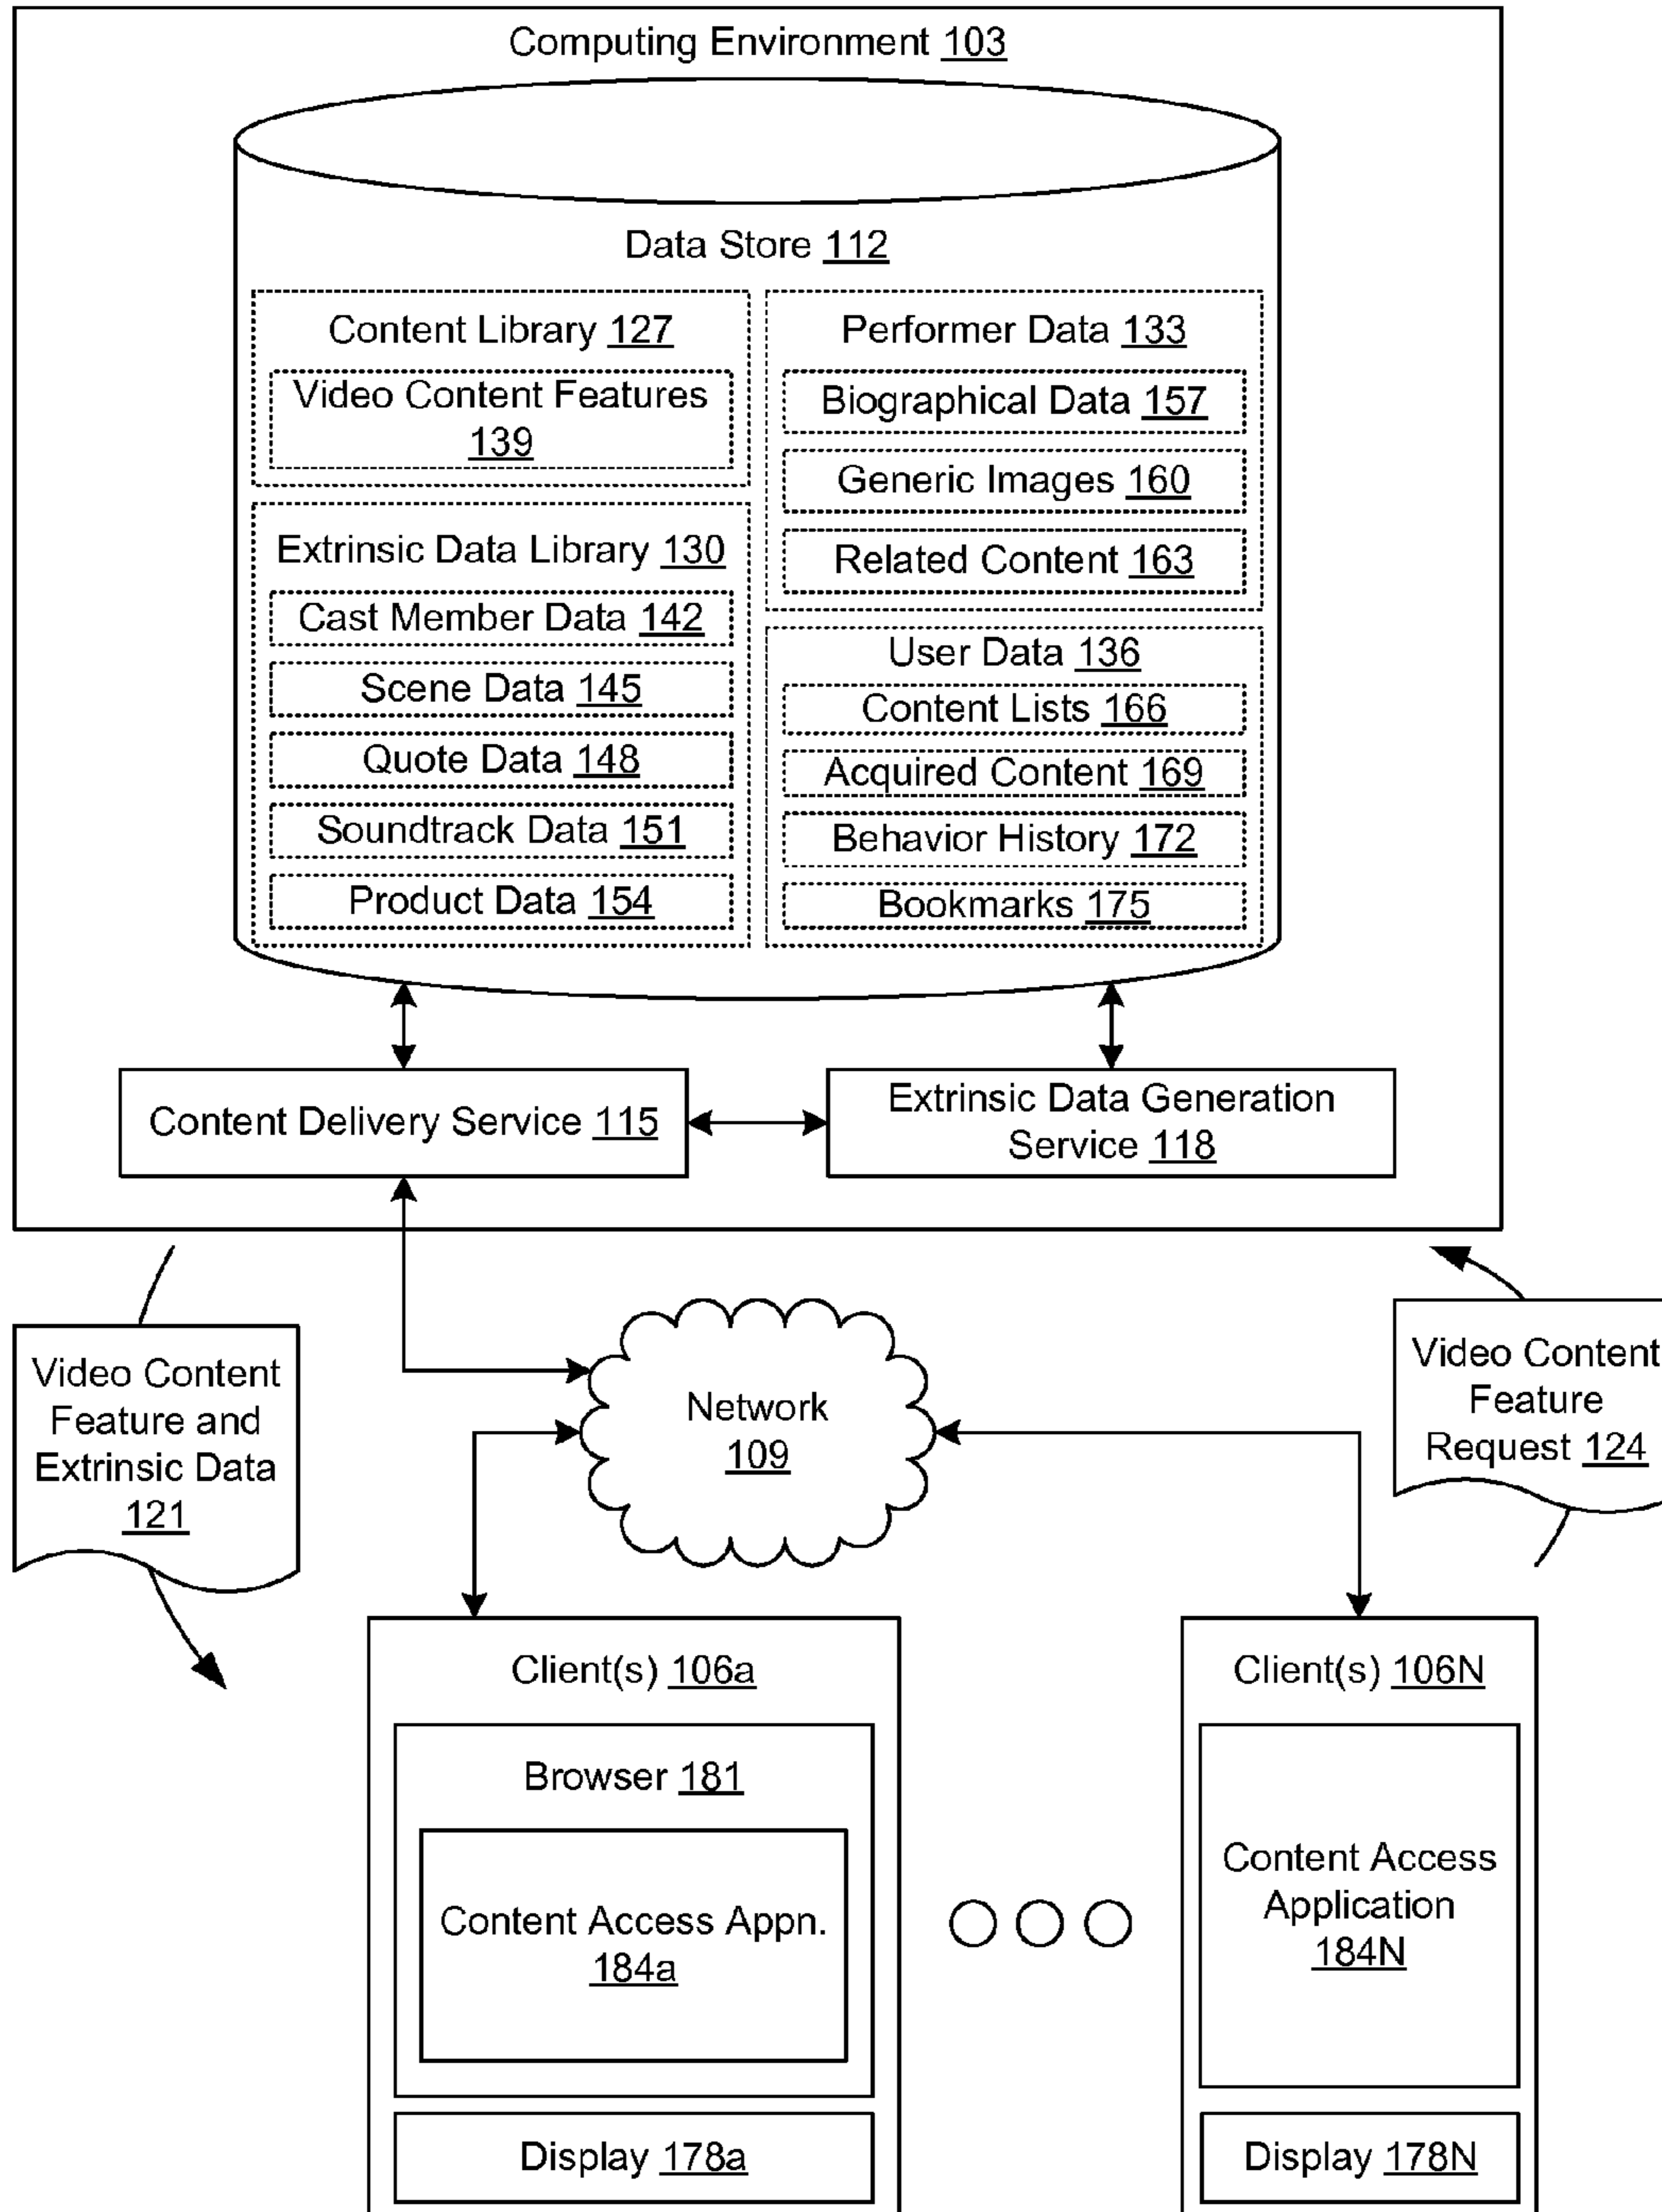 Computing Environment 103
Data Store 112
Content Library 127
Video Content Features
139
Extrinsic Data Library 130
Cast Member Data 142
Scene Data 145
Quote Data 148
Soundtrack Data 151
Product Data 154
Performer Data 133
Biographical Data 157
Generic Images 160
Related Content 163
User Data 136
Content Lists 166
Acquired Content 169
Behavior History 172
Bookmarks 175
Content Delivery Service 115
Extrinsic Data Generation
Service 118
Video Content
Feature and
Extrinsic Data
121
Network
109
Video Content
Feature
Request 124
Client(s) 106a
Browser 181
Content Access Appn.
184a
Display 178a
Client(s) 106N
Content Access
Application
184N
Display 178N